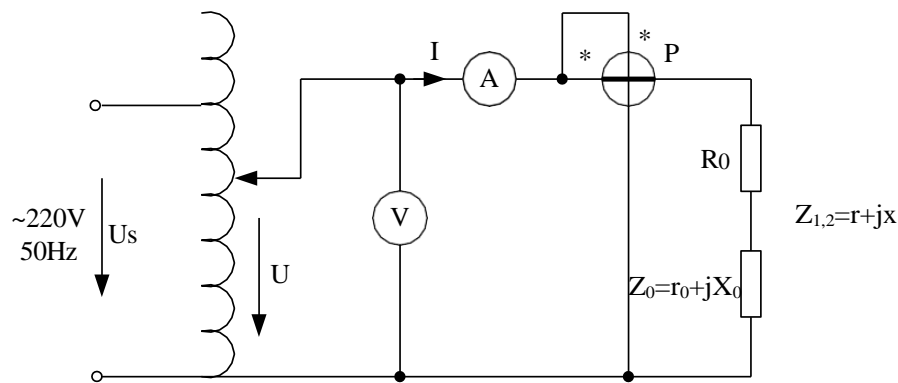 I
A
*
*
P
R0
~220V
50Hz
Us
U
V
Z₁,₂=r+jx
Z₀=r₀+jX₀